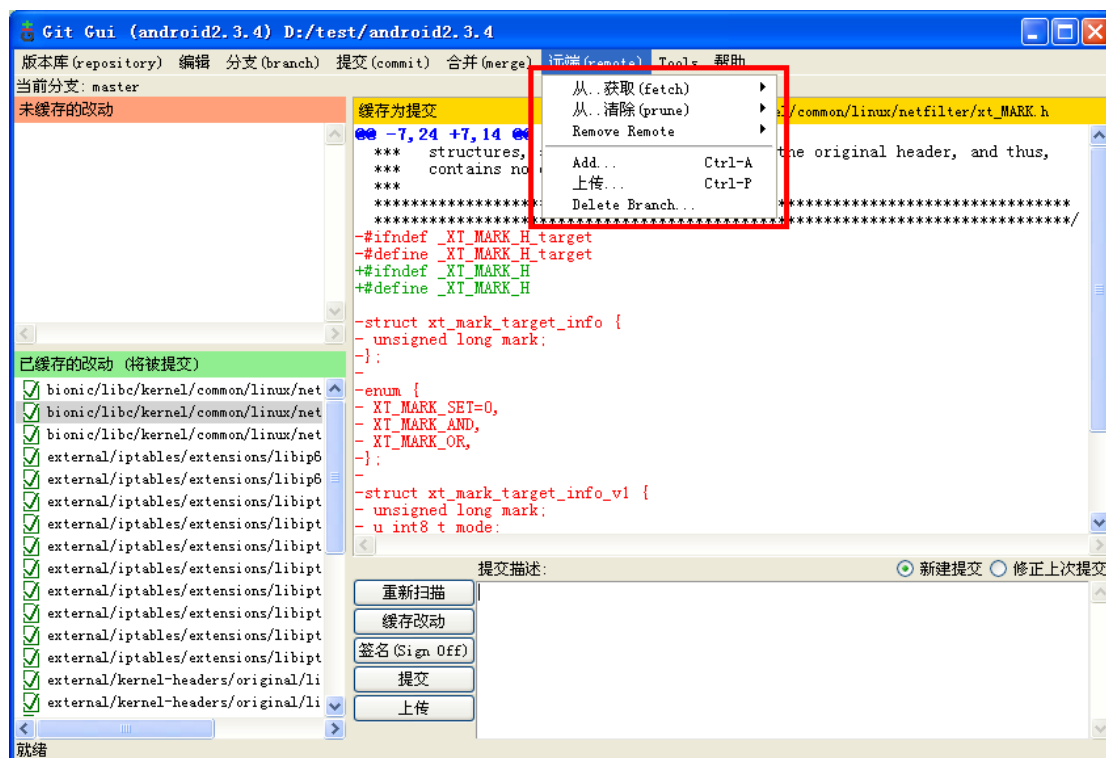 Git Gui (android2.3.4) D:/test/android2.3.4
版本库(repository) 编辑 分支(branch) 提交(commit) 合并(merge) 远端(remote) Tools 帮助
当前分支: master
未缓存的改动
缓存为提交
/common/linux/netfilter/xt_MARK.h
从..获取(fetch)
从..清除(prune)
Remove Remote
Add... Ctrl-A
上传... Ctrl-P
Delete Branch...
@@ -7,24 +7,14 @@
*** structures, the original header, and thus,
*** contains no
***
-#ifndef _XT_MARK_H_target
-#define _XT_MARK_H_target
+#ifndef _XT_MARK_H
+#define _XT_MARK_H
-struct xt_mark_target_info {
- unsigned long mark;
-};
-
-enum {
- XT_MARK_SET=0,
- XT_MARK_AND,
- XT_MARK_OR,
-};
-
-struct xt_mark_target_info_v1 {
- unsigned long mark;
- u_int8_t mode;
已缓存的改动 (将被提交)
bionic/libc/kernel/common/linux/net
bionic/libc/kernel/common/linux/net
bionic/libc/kernel/common/linux/net
external/iptables/extensions/libip6
external/iptables/extensions/libip6
external/iptables/extensions/libipt
external/iptables/extensions/libipt
external/iptables/extensions/libipt
external/iptables/extensions/libipt
external/iptables/extensions/libipt
external/iptables/extensions/libipt
external/iptables/extensions/libipt
external/iptables/extensions/libipt
external/kernel-headers/original/li
external/kernel-headers/original/li
提交描述:
新建提交 修正上次提交
重新扫描
缓存改动
签名(Sign Off)
提交
上传
就绪